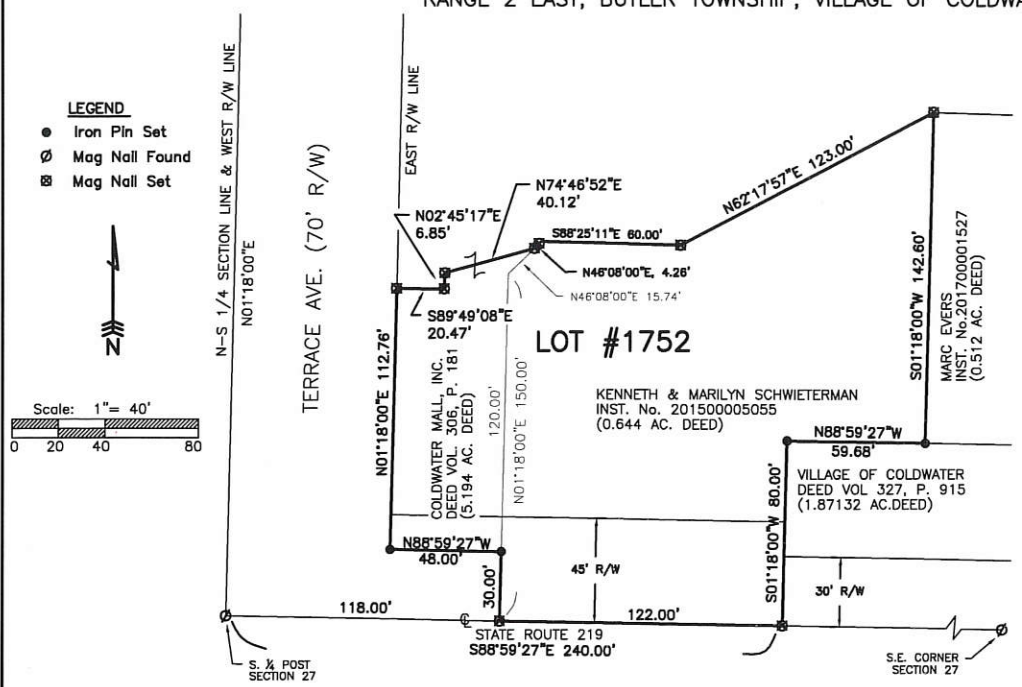 RANGE 2 EAST, BUTLER TOWNSHIP, VILLAGE OF COLDWA
LEGEND
Iron Pin Set
Mag Nail Found
Mag Nail Set
N
Scale: 1"= 40'
0 20 40 80
N-S 1/4 SECTION LINE & WEST R/W LINE
N01°18'00"E
TERRACE AVE. (70' R/W)
EAST R/W LINE
N02°45'17"E
6.85'
N74°46'52"E
40.12'
S88°25'11"E 60.00'
N62°17'57"E 123.00'
N46°08'00"E, 4.26'
N46°08'00"E 15.74'
S89°49'08"E
20.47'
LOT #1752
N01°18'00"E 112.76'
COLDWATER MALL, INC.
DEED VOL. 306, P. 181
(5.194 AC. DEED)
120.00'
N01°18'00"E 150.00'
KENNETH & MARILYN SCHWIETERMAN
INST. No. 201500005055
(0.644 AC. DEED)
S01°18'00"W 142.60'
MARC EVERS
INST. No.201700001527
(0.512 AC. DEED)
N88°59'27"W
59.68'
VILLAGE OF COLDWATER
DEED VOL 327, P. 915
(1.87132 AC.DEED)
S01°18'00"W 80.00'
N88°59'27"W
48.00'
30.00'
45' R/W
30' R/W
118.00'
122.00'
STATE ROUTE 219
S88°59'27"E 240.00'
S. 1/4 POST
SECTION 27
S.E. CORNER
SECTION 27